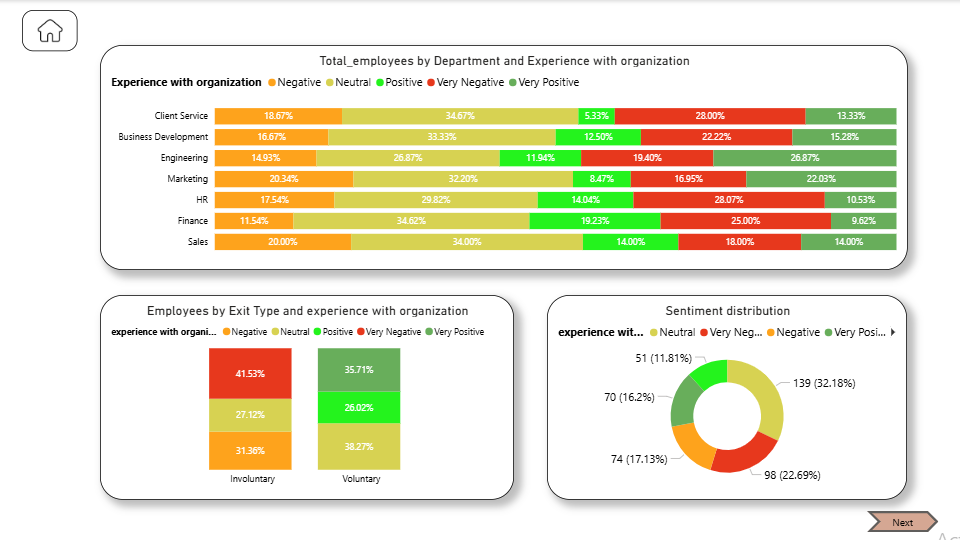 Total_employees by Department and Experience with organization
Experience with organization Negative Neutral Positive Very Negative Very Positive
Client Service 18.67% 34.67% 5.33% 28.00% 13.33%
Business Development 16.67% 33.33% 12.50% 22.22% 15.28%
Engineering 14.93% 26.87% 11.94% 19.40% 26.87%
Marketing 20.34% 32.20% 8.47% 16.95% 22.03%
HR 17.54% 29.82% 14.04% 28.07% 10.53%
Finance 11.54% 34.62% 19.23% 25.00% 9.62%
Sales 20.00% 34.00% 14.00% 18.00% 14.00%
Employees by Exit Type and experience with organization
experience with organi... Negative Neutral Positive Very Negative Very Positive
41.53% 35.71%
27.12% 26.02%
31.36% 38.27%
Involuntary Voluntary
Sentiment distribution
experience wit... Neutral Very Neg... Negative Very Posi...
51 (11.81%)
139 (32.18%)
70 (16.2%)
74 (17.13%)
98 (22.69%)
Next